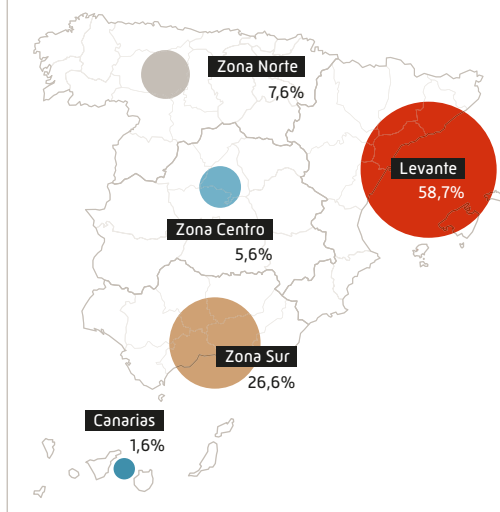 Zona Norte
7,6%
Levante
58,7%
Zona Centro
5,6%
Zona Sur
26,6%
Canarias
1,6%